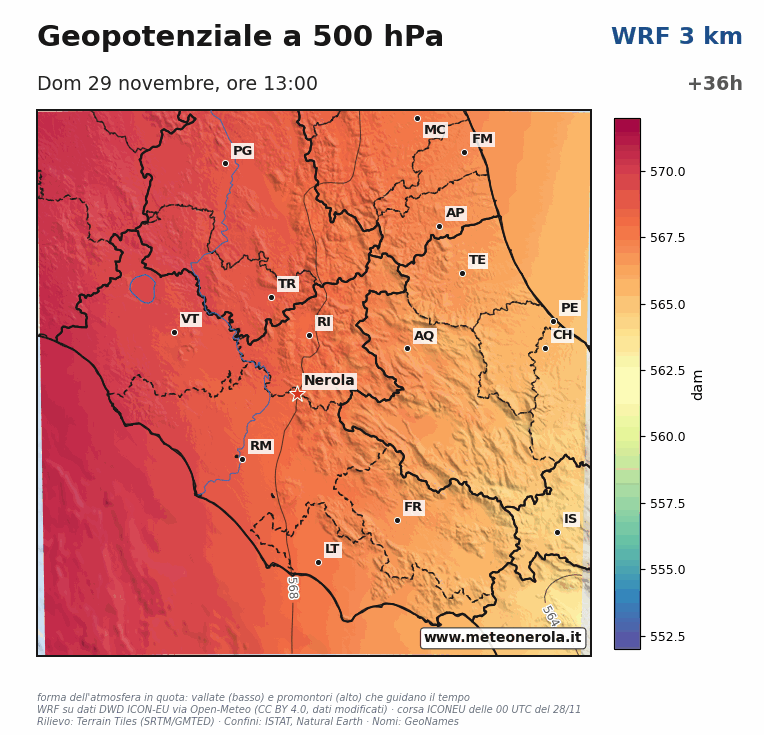 Geopotenziale a 500 hPa
WRF 3 km
Dom 29 novembre, ore 13:00
+36h
MC
FM
PG
AP
TE
TR
PE
VT
RI
AQ
CH
Nerola
RM
FR
IS
LT
568
564
www.meteonerola.it
570.0
567.5
565.0
562.5
560.0
557.5
555.0
552.5
dam
forma dell'atmosfera in quota: vallate (basso) e promontori (alto) che guidano il tempo
WRF su dati DWD ICON-EU via Open-Meteo (CC BY 4.0, dati modificati) · corsa ICONEU delle 00 UTC del 28/11
Rilievo: Terrain Tiles (SRTM/GMTED) · Confini: ISTAT, Natural Earth · Nomi: GeoNames